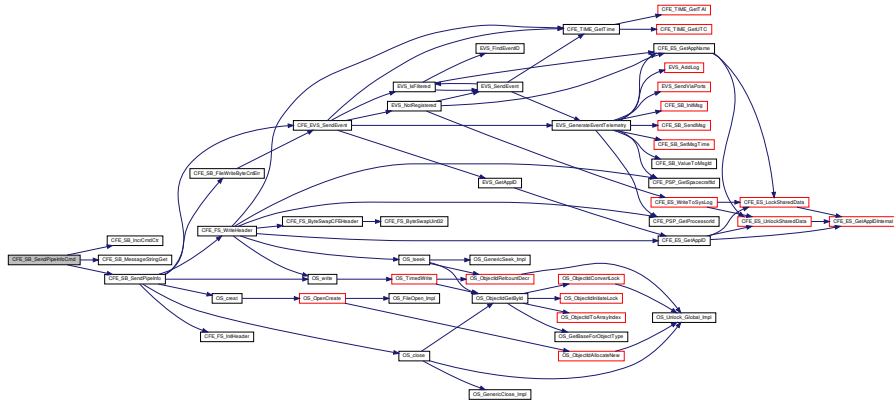 CFE_TIME_GetTAI
CFE_TIME_GetTime
CFE_TIME_GetUTC
EVS_FindEventID
CFE_ES_GetAppName
EVS_AddLog
EVS_IsFiltered
EVS_SendEvent
EVS_SendViaPorts
EVS_NotRegistered
CFE_SB_InitMsg
CFE_EVS_SendEvent
EVS_GenerateEventTelemetry
CFE_SB_SendMsg
CFE_SB_SetMsgTime
CFE_SB_ValueToMsgId
CFE_SB_FileWriteByteCntErr
EVS_GetAppID
CFE_PSP_GetSpacecraftId
CFE_ES_WriteToSysLog
CFE_ES_LockSharedData
CFE_FS_ByteSwapCFEHeader
CFE_FS_ByteSwapUint32
CFE_PSP_GetProcessorId
CFE_ES_UnlockSharedData
CFE_ES_GetAppIDInternal
CFE_FS_WriteHeader
CFE_SB_IncrCmdCtr
CFE_ES_GetAppID
CFE_SB_SendPipeInfoCmd
CFE_SB_MessageStringGet
OS_lseek
OS_GenericSeek_Impl
CFE_SB_SendPipeInfo
OS_write
OS_TimedWrite
OS_ObjectIdRefcountDecr
OS_ObjectIdConvertLock
OS_creat
OS_OpenCreate
OS_FileOpen_Impl
OS_ObjectIdGetById
OS_ObjectIdInitiateLock
OS_ObjectIdToArrayIndex
OS_Unlock_Global_Impl
CFE_FS_InitHeader
OS_GetBaseForObjectType
OS_close
OS_ObjectIdAllocateNew
OS_GenericClose_Impl